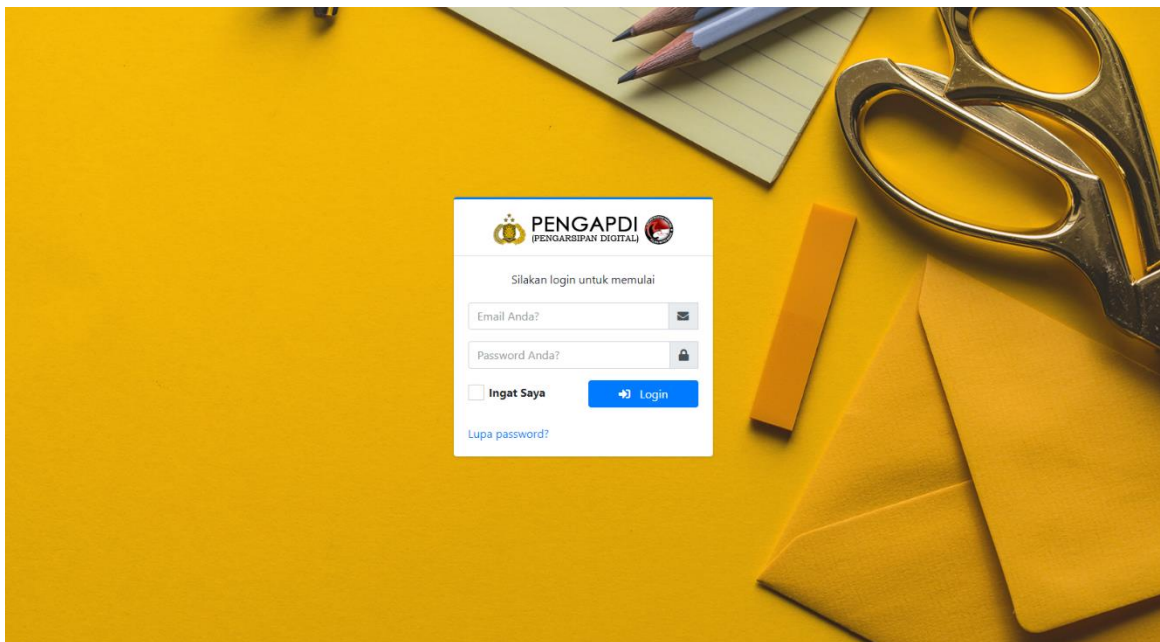 PENGAPDI
(PENGARSIPAN DIGITAL)
Silakan login untuk memulai
Email Anda?
Password Anda?
Ingat Saya
Login
Lupa password?